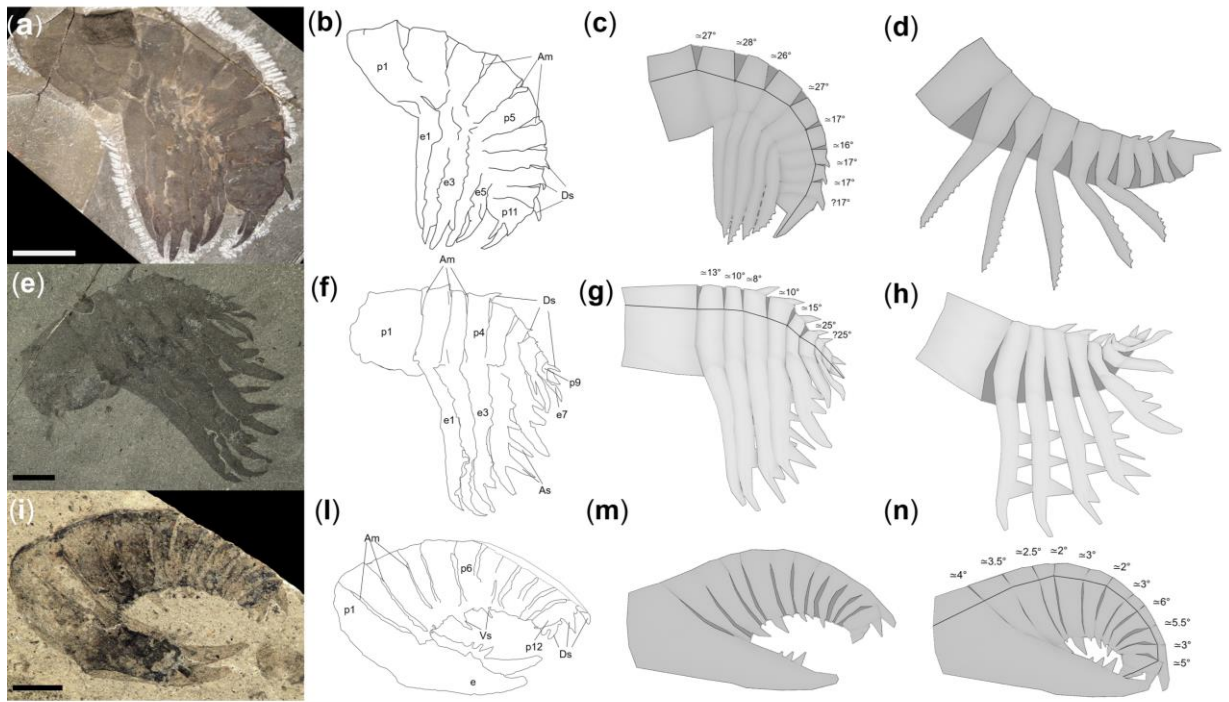 (a)
(b)
p1
Am
e1
e3
p5
e5
p11
Ds
(c)
≃27°
≃28°
≃26°
≃27°
≃17°
≃16°
≃17°
≃17°
?17°
(d)
(e)
(f)
Am
Ds
p1
p4
e1
e3
p9
e7
As
(g)
≃13°
≃10°
≃8°
≃10°
≃15°
≃25°
?25°
(h)
(i)
(l)
Am
p1
p6
Vs
p12
Ds
e
(m)
(n)
≃4°
≃3.5°
≃2.5°
≃2°
≃3°
≃2°
≃3°
≃6°
≃5.5°
≃3°
≃5°